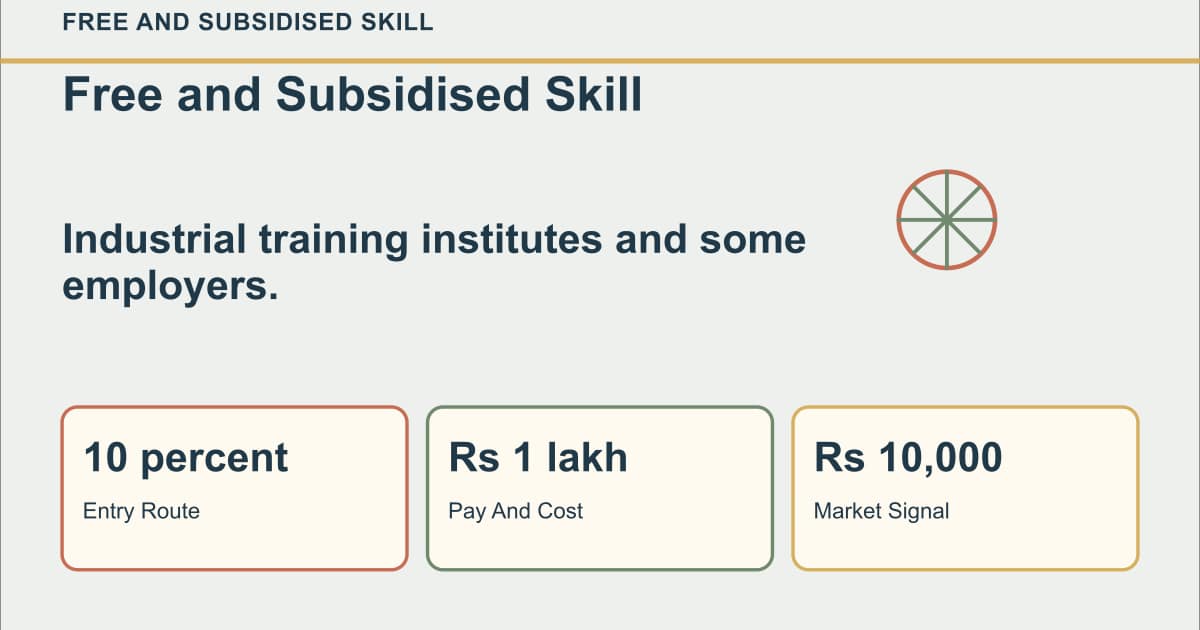 FREE AND SUBSIDISED SKILL
Free and Subsidised Skill
Industrial training institutes and some
employers.
10 percent
Entry Route
Rs 1 lakh
Pay And Cost
Rs 10,000
Market Signal